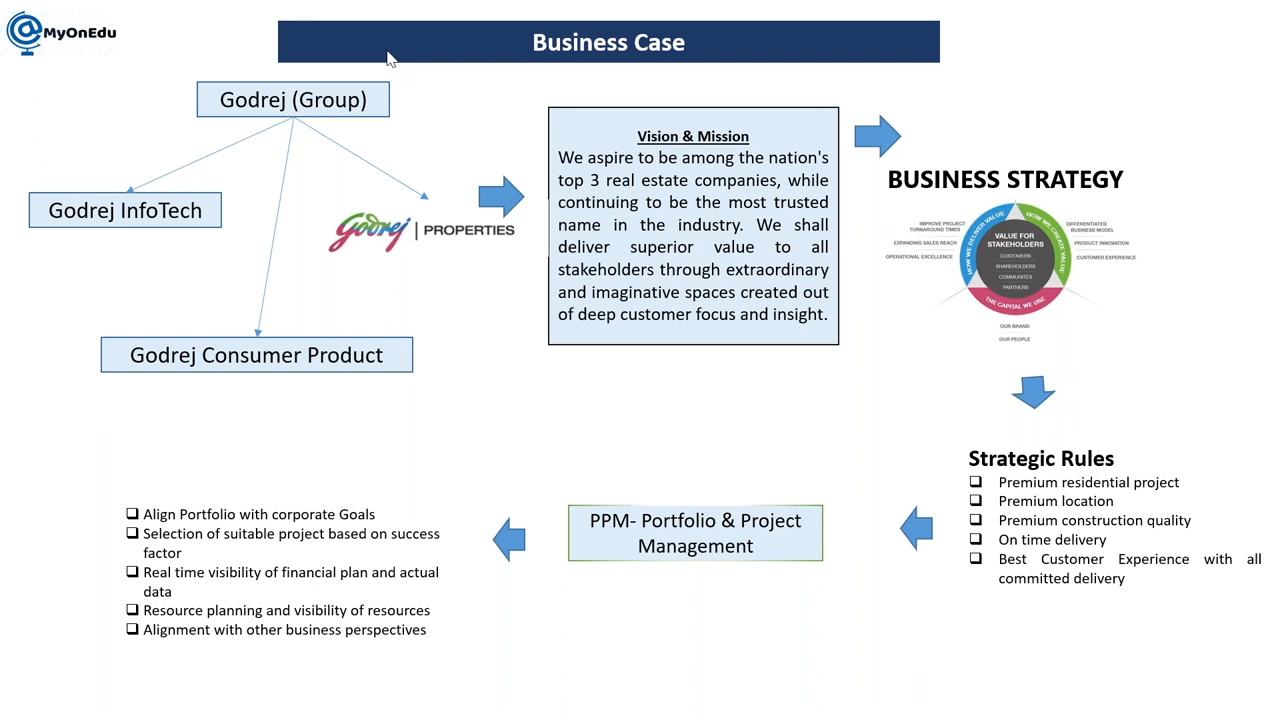 MyOnEdu
Business Case
Godrej (Group)
Godrej InfoTech
Godrej | PROPERTIES
Godrej Consumer Product
Vision & Mission
We aspire to be among the nation's
top 3 real estate companies, while
continuing to be the most trusted
name in the industry. We shall
deliver superior value to all
stakeholders through extraordinary
and imaginative spaces created out
of deep customer focus and insight.
BUSINESS STRATEGY
IMPROVE PROJECT
TURNAROUND TIMES
EXPANDING SALES REACH
OPERATIONAL EXCELLENCE
HOW WE DELIVER VALUE
HOW WE CREATE VALUE
VALUE FOR
STAKEHOLDERS
CUSTOMERS
SHAREHOLDERS
COMMUNITES
PARTNERS
THE CAPITAL WE USE
DIFFERENTIATED
BUSINESS MODEL
PRODUCT INNOVATION
CUSTOMER EXPERIENCE
OUR BRAND
OUR PEOPLE
Strategic Rules
Premium residential project
Premium location
Premium construction quality
On time delivery
Best Customer Experience with all
committed delivery
PPM- Portfolio & Project
Management
Align Portfolio with corporate Goals
Selection of suitable project based on success
factor
Real time visibility of financial plan and actual
data
Resource planning and visibility of resources
Alignment with other business perspectives